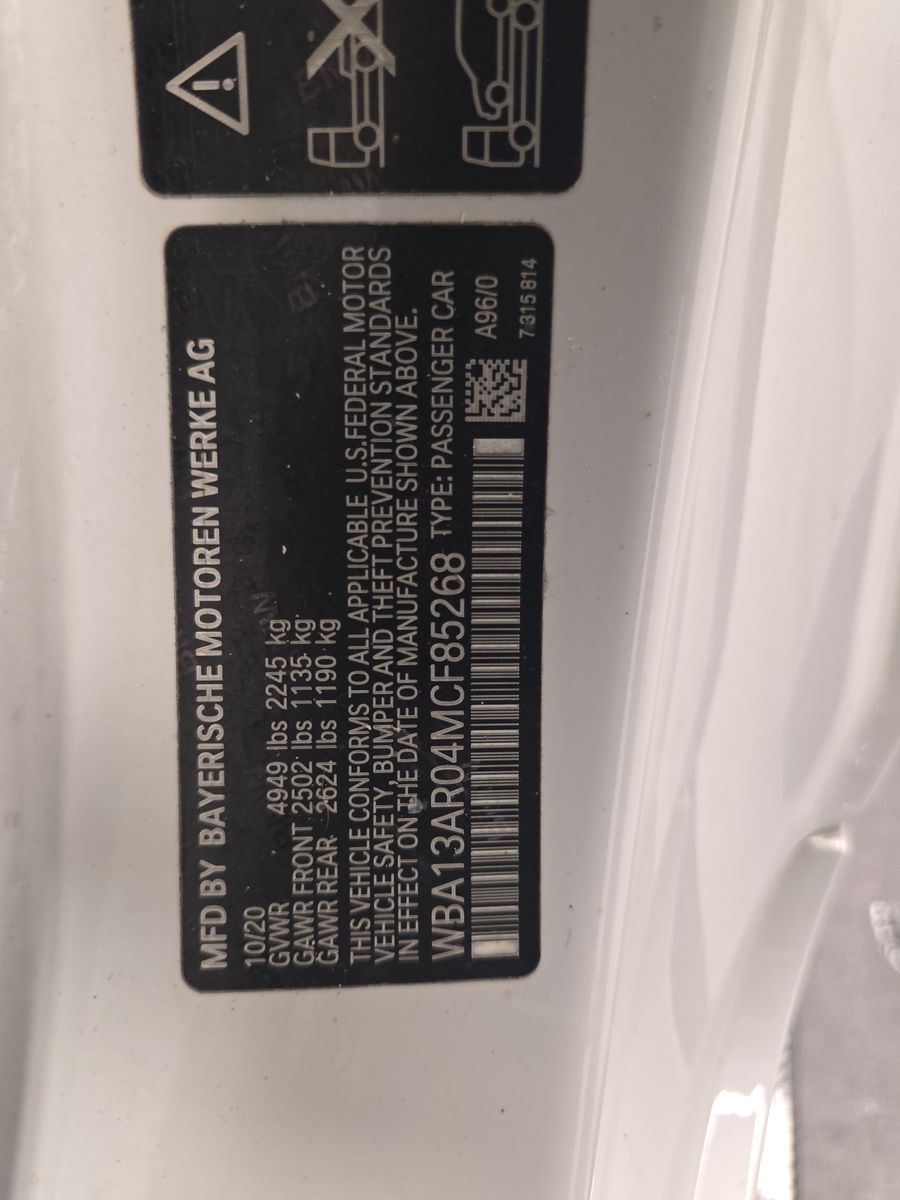 MFD BY BAYERISCHE MOTOREN WERKE AG
10/20
GVWR 4949 lbs 2245 kg
GAWR FRONT 2502 lbs 1135 kg
GAWR REAR 2624 lbs 1190 kg
THIS VEHICLE CONFORMS TO ALL APPLICABLE U.S.FEDERAL MOTOR
VEHICLE SAFETY, BUMPER AND THEFT PREVENTION STANDARDS
IN EFFECT ON THE DATE OF MANUFACTURE SHOWN ABOVE.
WBA13AR04MCF85268 TYPE: PASSENGER CAR
A96/0
7 315 814